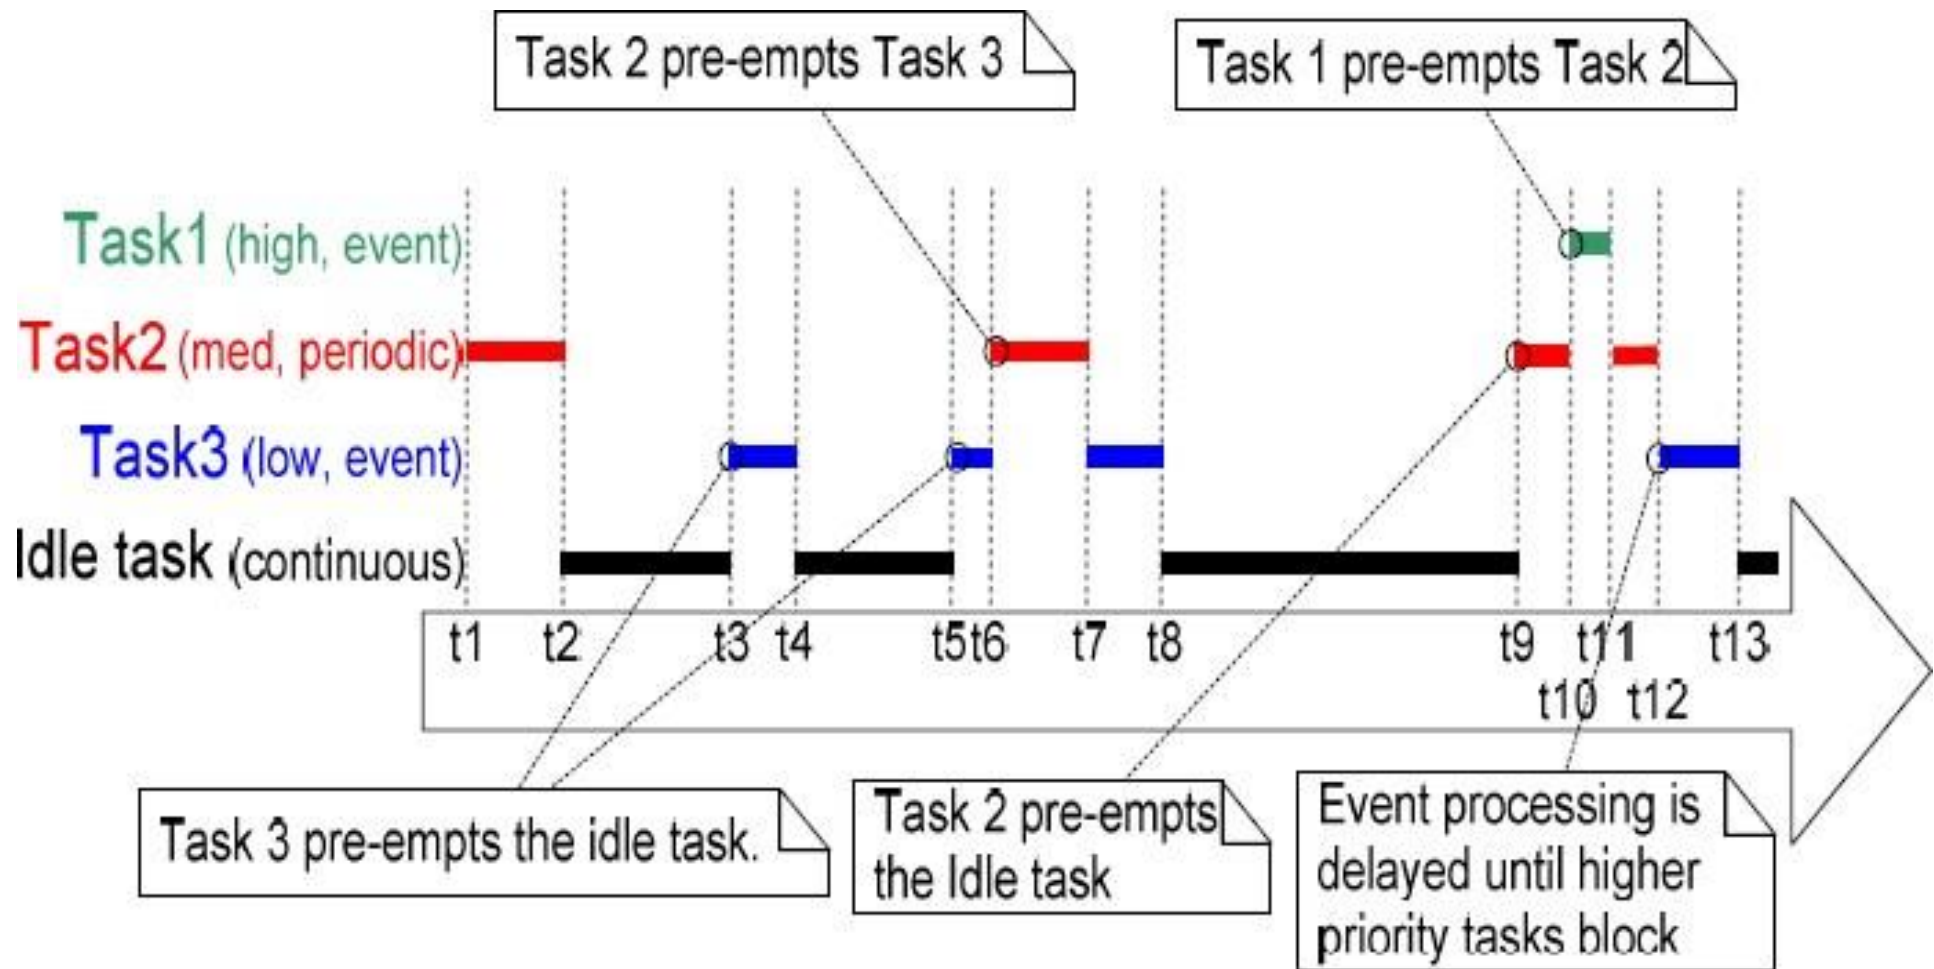 Task 2 pre-empts Task 3
Task 1 pre-empts Task 2
Task1 (high, event)
Task2 (med, periodic)
Task3 (low, event)
Idle task (continuous)
t1 t2 t3 t4 t5 t6 t7 t8 t9 t11 t13
t10 t12
Task 3 pre-empts the idle task.
Task 2 pre-empts
the Idle task
Event processing is
delayed until higher
priority tasks block